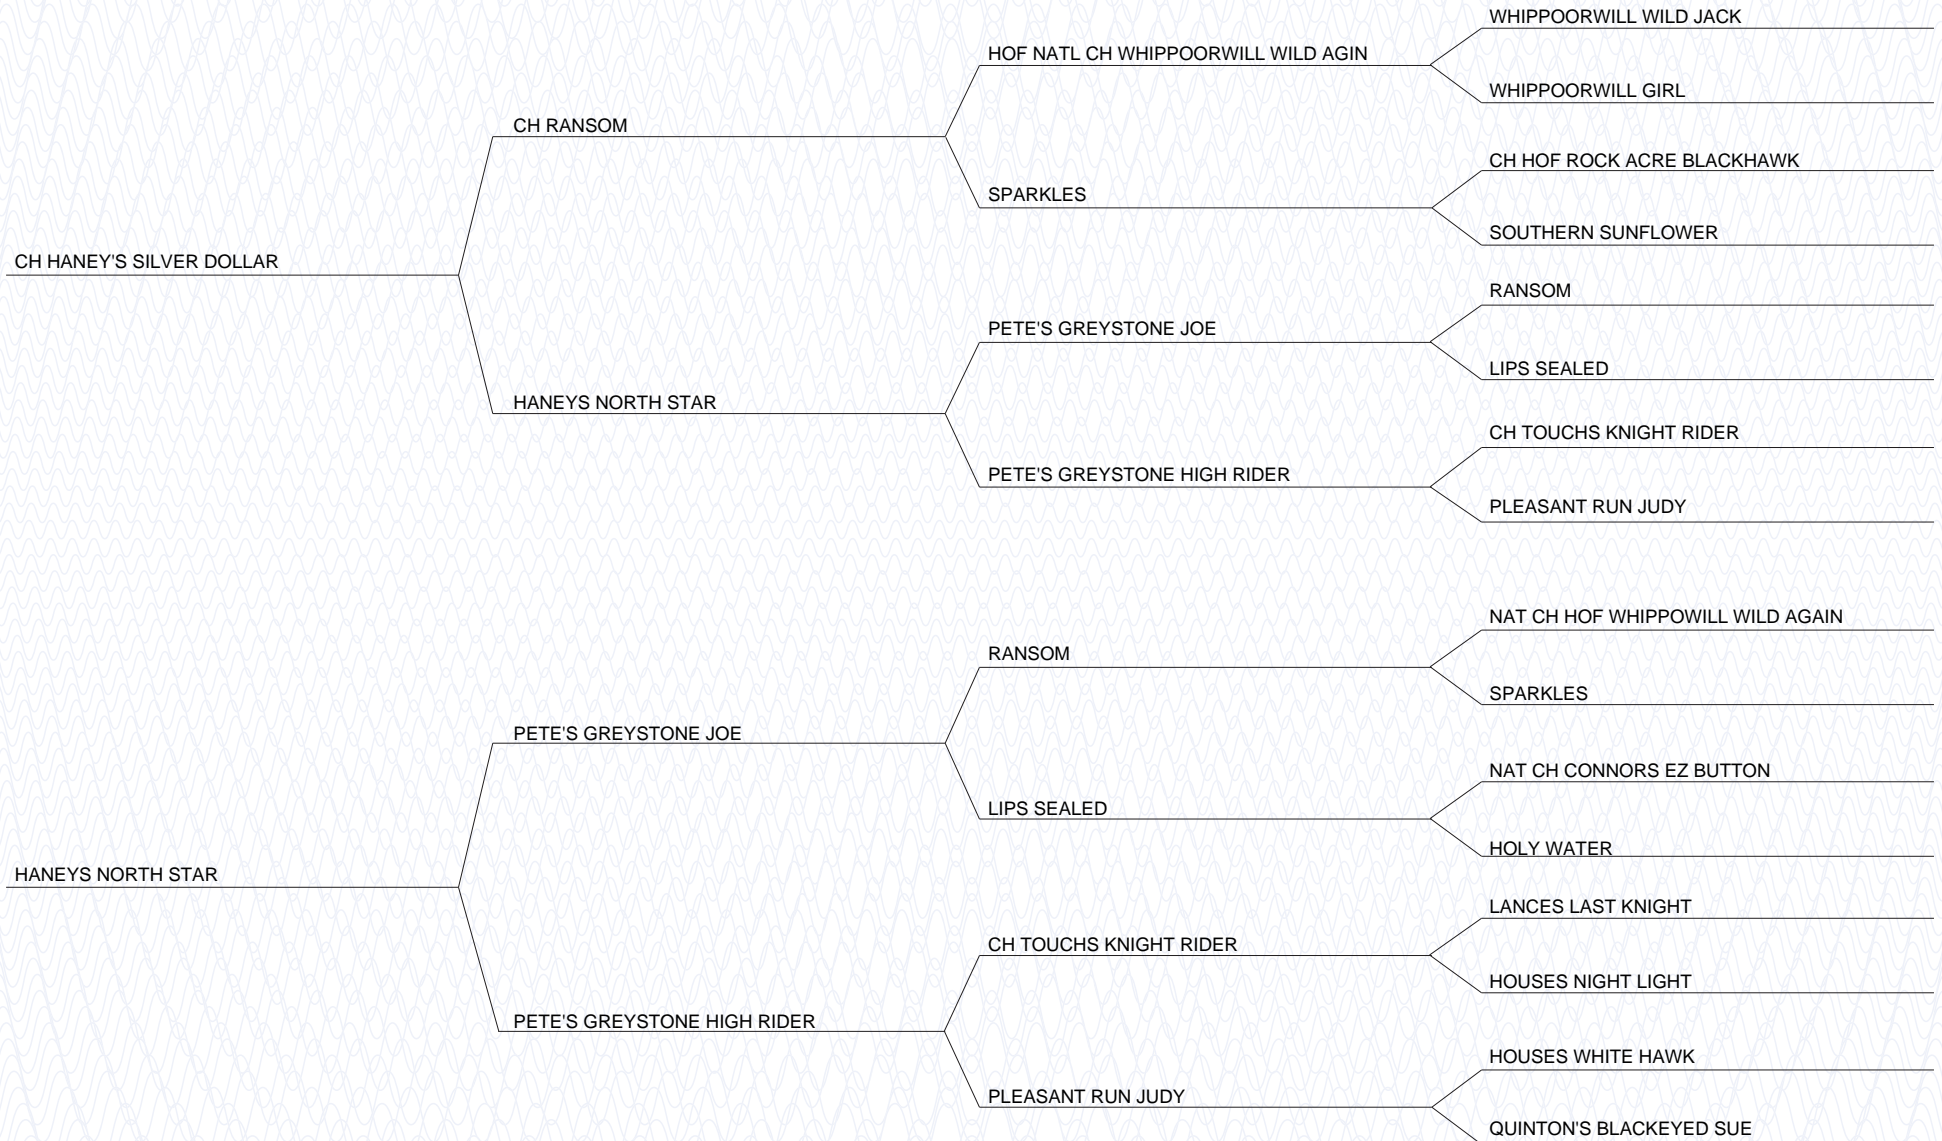 WHIPPOORWILL WILD JACK
HOF NATL CH WHIPPOORWILL WILD AGIN
WHIPPOORWILL GIRL
CH RANSOM
CH HOF ROCK ACRE BLACKHAWK
SPARKLES
SOUTHERN SUNFLOWER
CH HANEY'S SILVER DOLLAR
RANSOM
PETE'S GREYSTONE JOE
LIPS SEALED
HANEYS NORTH STAR
CH TOUCHS KNIGHT RIDER
PETE'S GREYSTONE HIGH RIDER
PLEASANT RUN JUDY
NAT CH HOF WHIPPOWILL WILD AGAIN
RANSOM
SPARKLES
PETE'S GREYSTONE JOE
NAT CH CONNORS EZ BUTTON
LIPS SEALED
HOLY WATER
HANEYS NORTH STAR
LANCES LAST KNIGHT
CH TOUCHS KNIGHT RIDER
HOUSES NIGHT LIGHT
PETE'S GREYSTONE HIGH RIDER
HOUSES WHITE HAWK
PLEASANT RUN JUDY
QUINTON'S BLACKEYED SUE